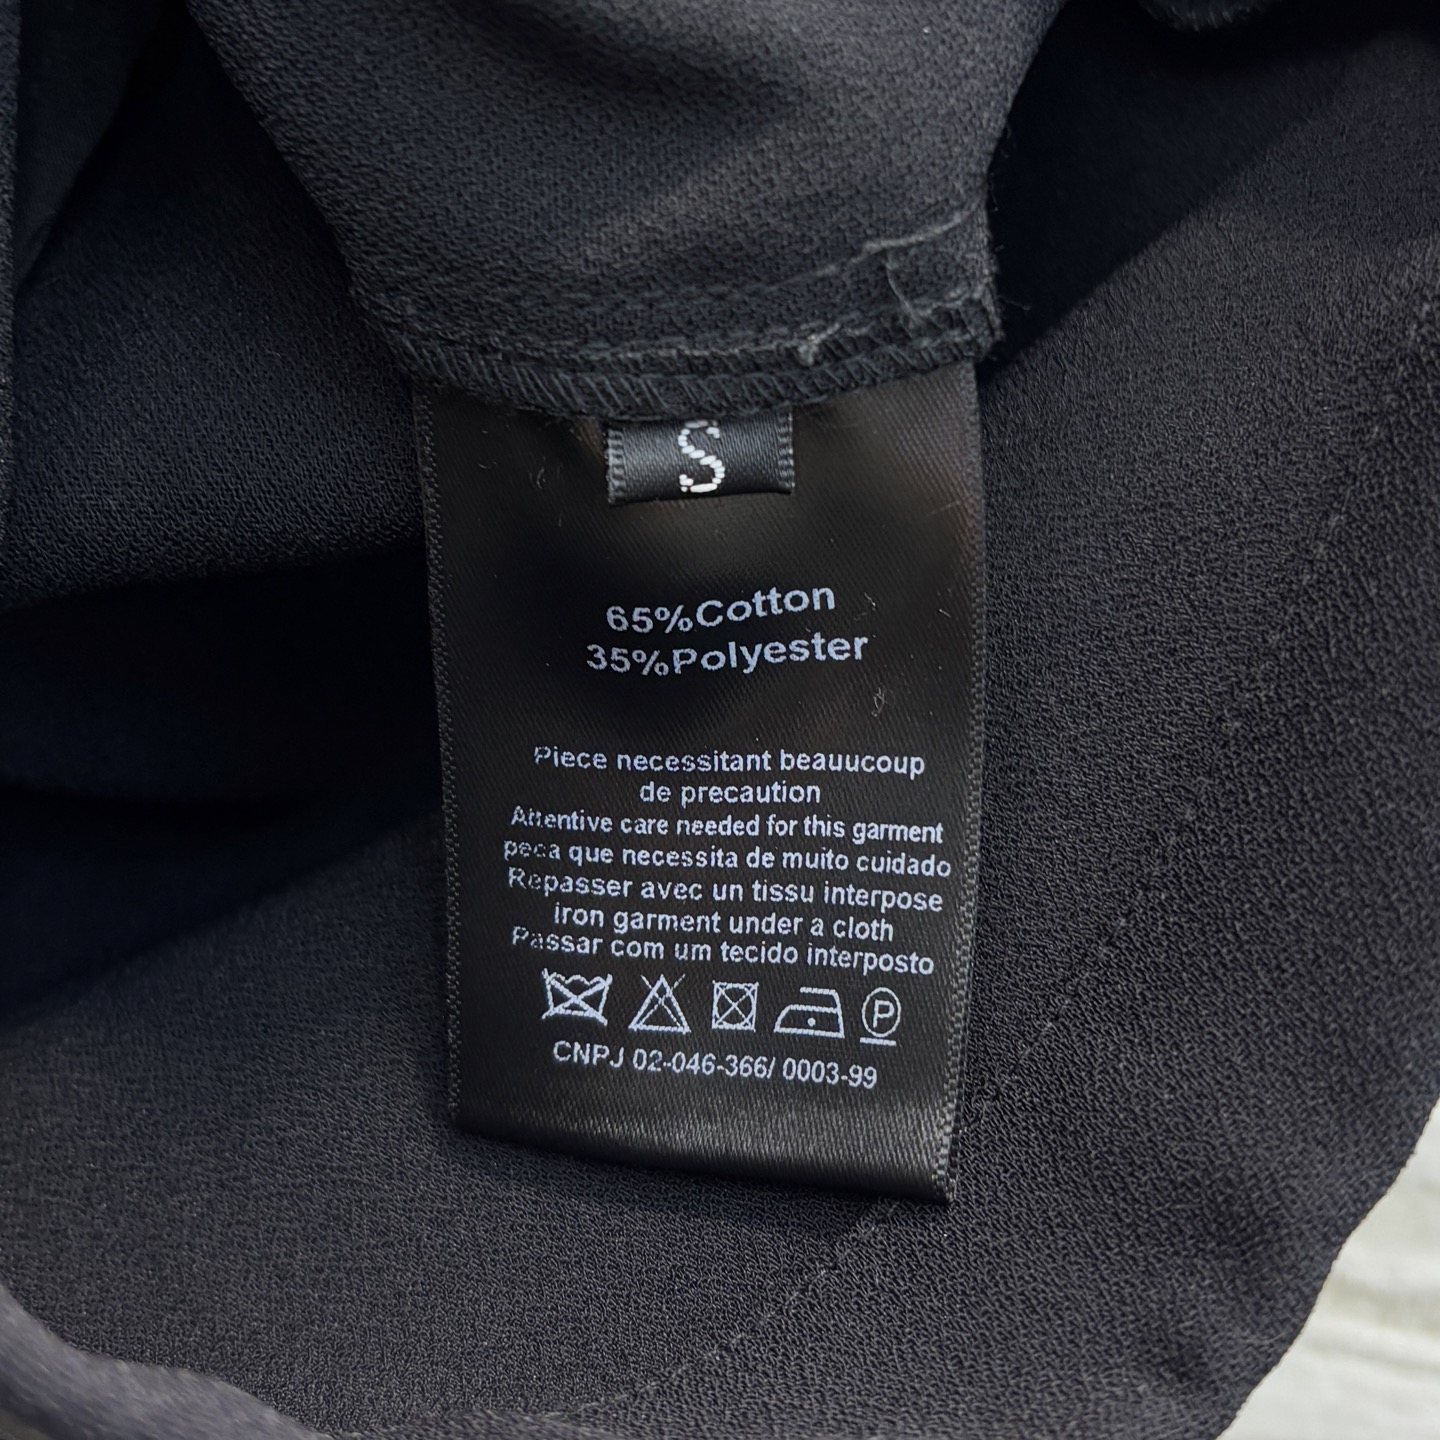 S
65%Cotton
35%Polyester
Piece necessitant beauucoup
de precaution
Attentive care needed for this garment
peca que necessita de muito cuidado
Repasser avec un tissu interpose
iron garment under a cloth
Passar com um tecido interposto
P
CNPJ 02-046-366/ 0003-99